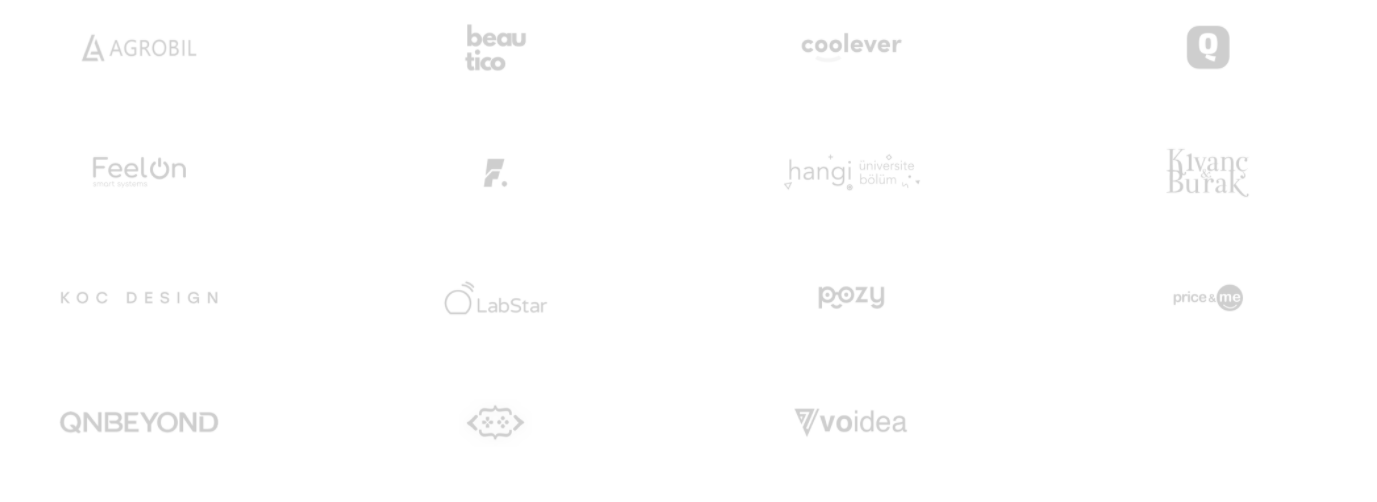 AGROBIL
beau
tico
coolever
Q
FeelOn
smart systems
F.
hangi
üniversite
bölüm
Kıvanç
&
Burak
KOC DESIGN
LabStar
pozy
price&me
QNBEYOND
voidea